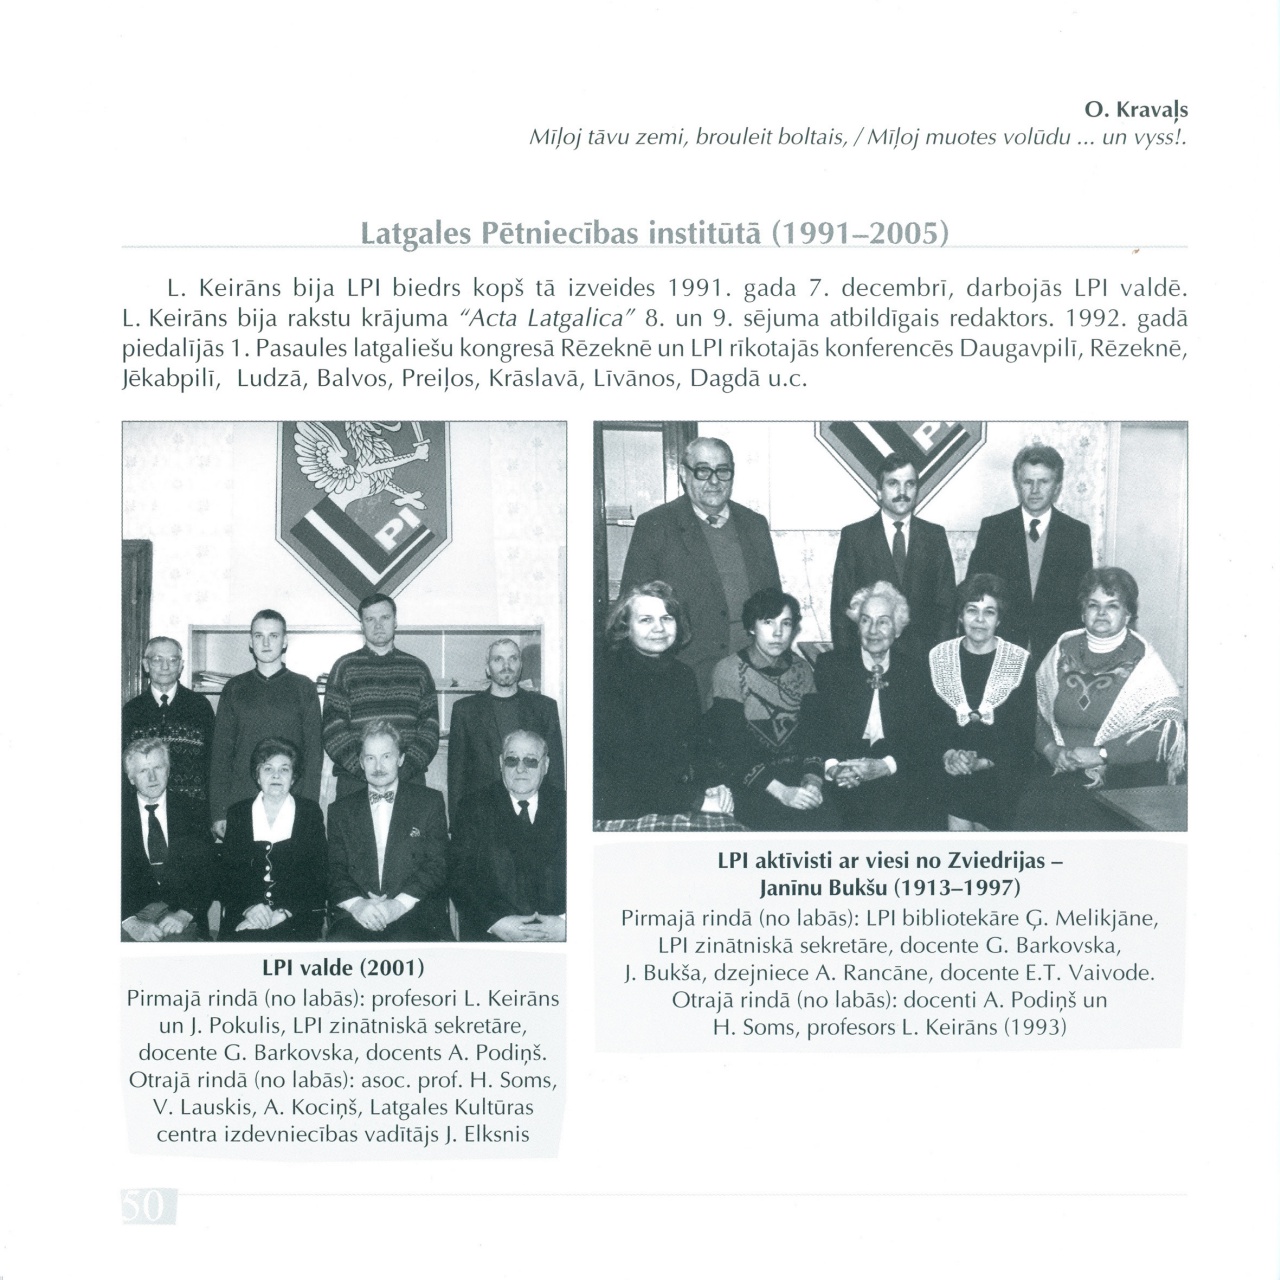 O. Kravaļs
Mīļoj tāvu zemi, brouleit boltais, / Mīļoj muotes volūdu ... un vyss!.
Latgales Pētniecības institūtā (1991–2005)
L. Keirāns bija LPI biedrs kopš tā izveides 1991. gada 7. decembrī, darbojās LPI valdē.
L. Keirāns bija rakstu krājuma “Acta Latgalica” 8. un 9. sējuma atbildīgais redaktors. 1992. gadā
piedalījās 1. Pasaules latgaliešu kongresā Rēzeknē un LPI rīkotajās konferencēs Daugavpilī, Rēzeknē,
Jēkabpilī, Ludzā, Balvos, Preiļos, Krāslavā, Līvānos, Dagdā u.c.
PI
PI
LPI valde (2001)
Pirmajā rindā (no labās): profesori L. Keirāns
un J. Pokulis, LPI zinātniskā sekretāre,
docente G. Barkovska, docents A. Podiņš.
Otrajā rindā (no labās): asoc. prof. H. Soms,
V. Lauskis, A. Kociņš, Latgales Kultūras
centra izdevniecības vadītājs J. Elksnis
LPI aktīvisti ar viesi no Zviedrijas –
Janīnu Bukšu (1913–1997)
Pirmajā rindā (no labās): LPI bibliotekāre Ģ. Melikjāne,
LPI zinātniskā sekretāre, docente G. Barkovska,
J. Bukša, dzejniece A. Rancāne, docente E.T. Vaivode.
Otrajā rindā (no labās): docenti A. Podiņš un
H. Soms, profesors L. Keirāns (1993)
50